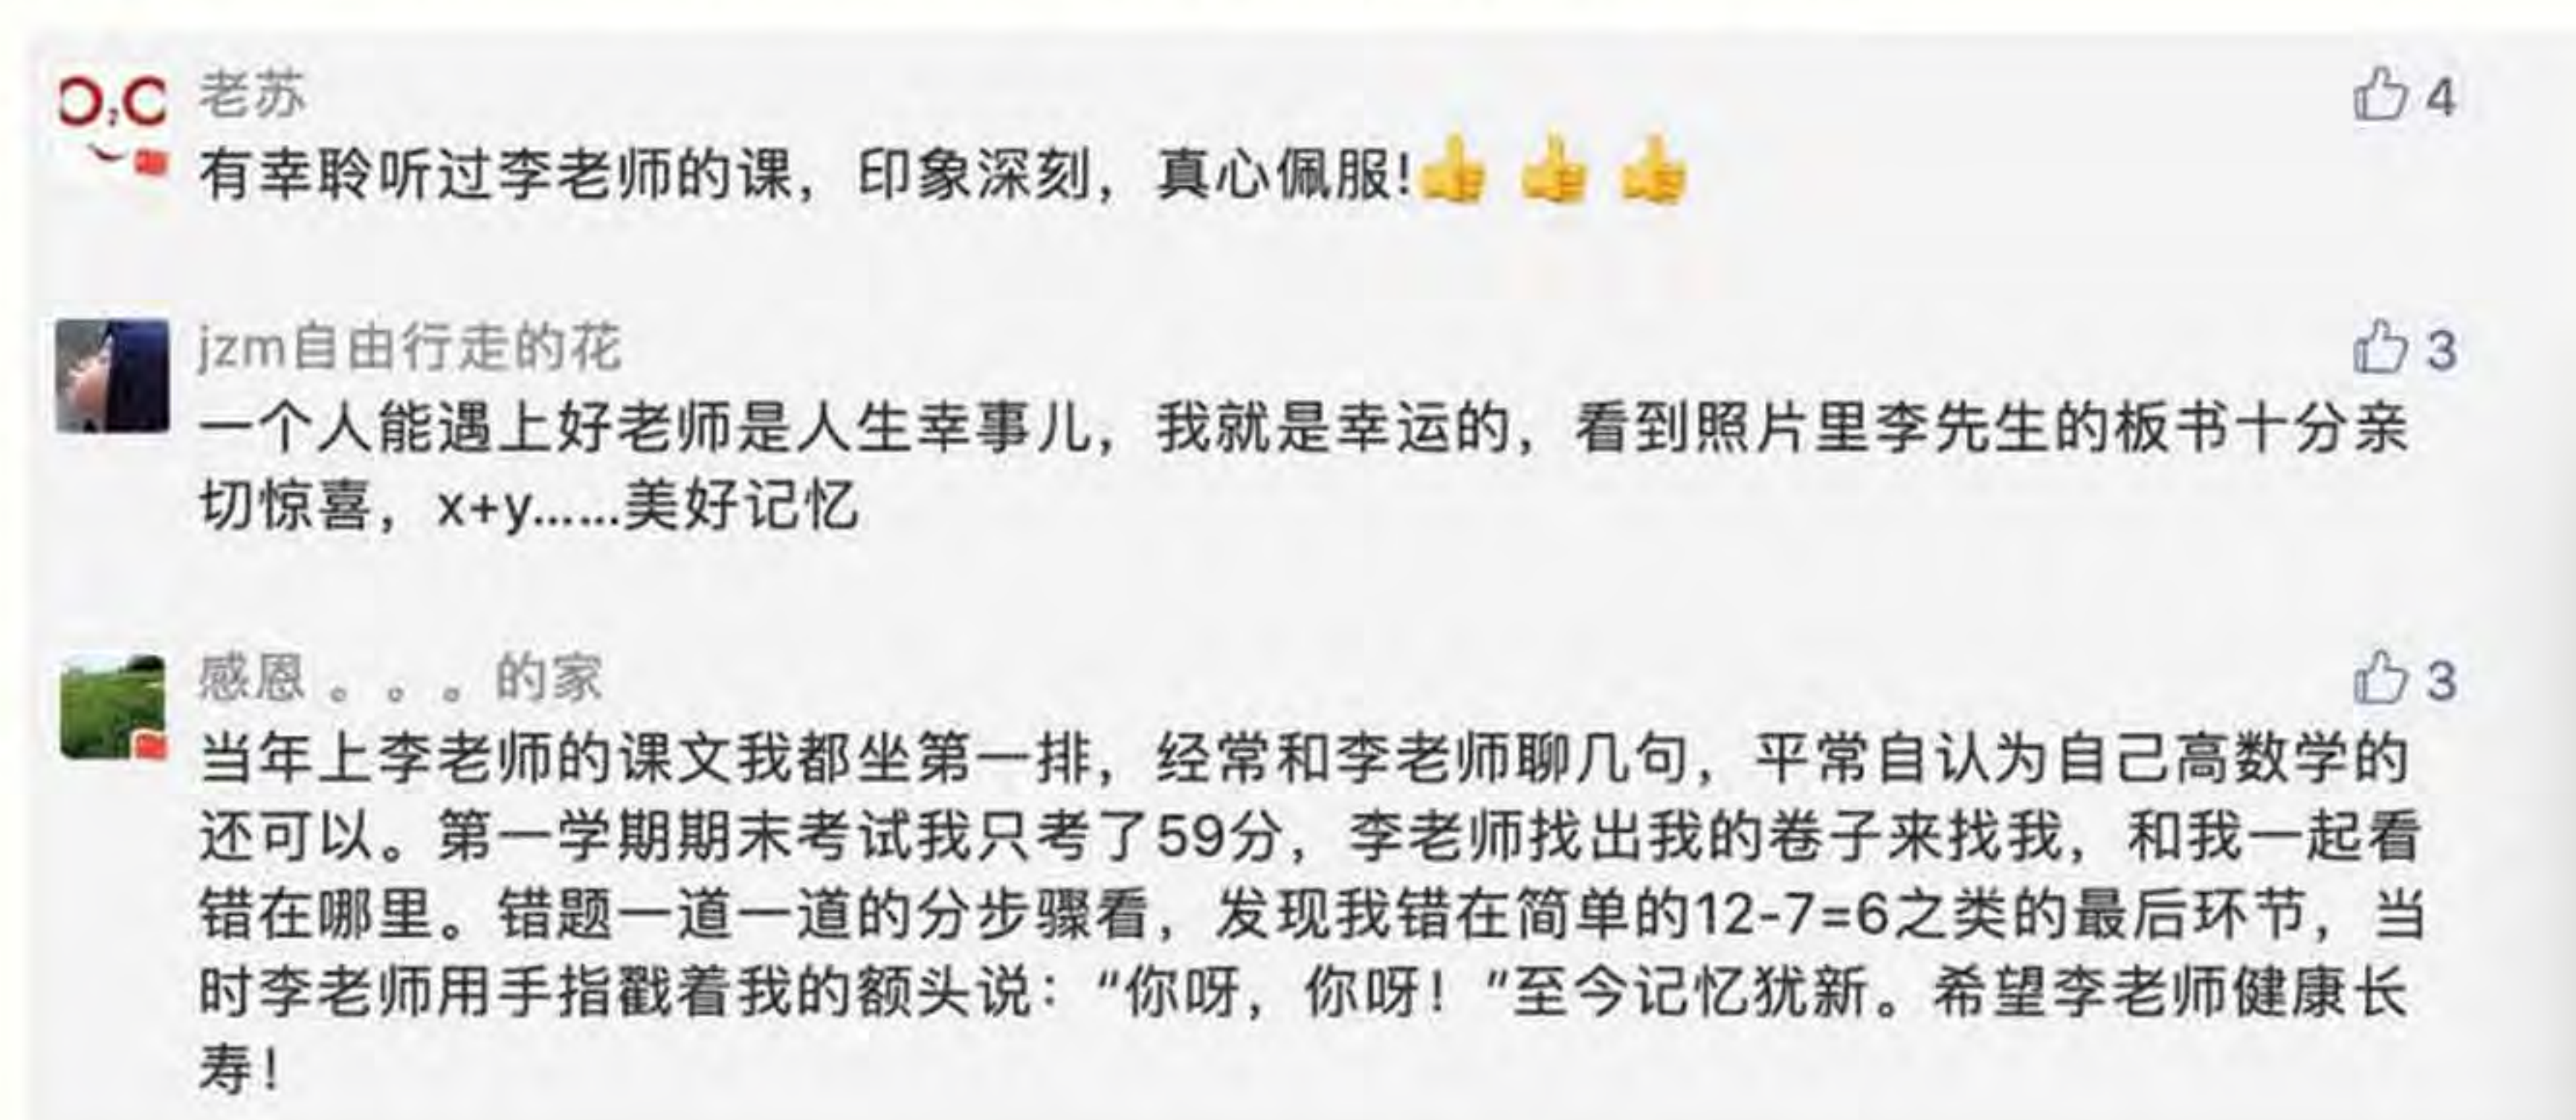 老苏
4
有幸聆听过李老师的课，印象深刻，真心佩服!👍👍👍
jzm自由行走的花
3
一个人能遇上好老师是人生幸事儿，我就是幸运的，看到照片里李先生的板书十分亲
切惊喜，x+y……美好记忆
感恩。。。的家
3
当年上李老师的课文我都坐第一排，经常和李老师聊几句，平常自认为自己高数学的
还可以。第一学期期末考试我只考了59分，李老师找出我的卷子来找我，和我一起看
错在哪里。错题一道一道的分步骤看，发现我错在简单的12-7=6之类的最后环节，当
时李老师用手指戳着我的额头说：“你呀，你呀！”至今记忆犹新。希望李老师健康长
寿！